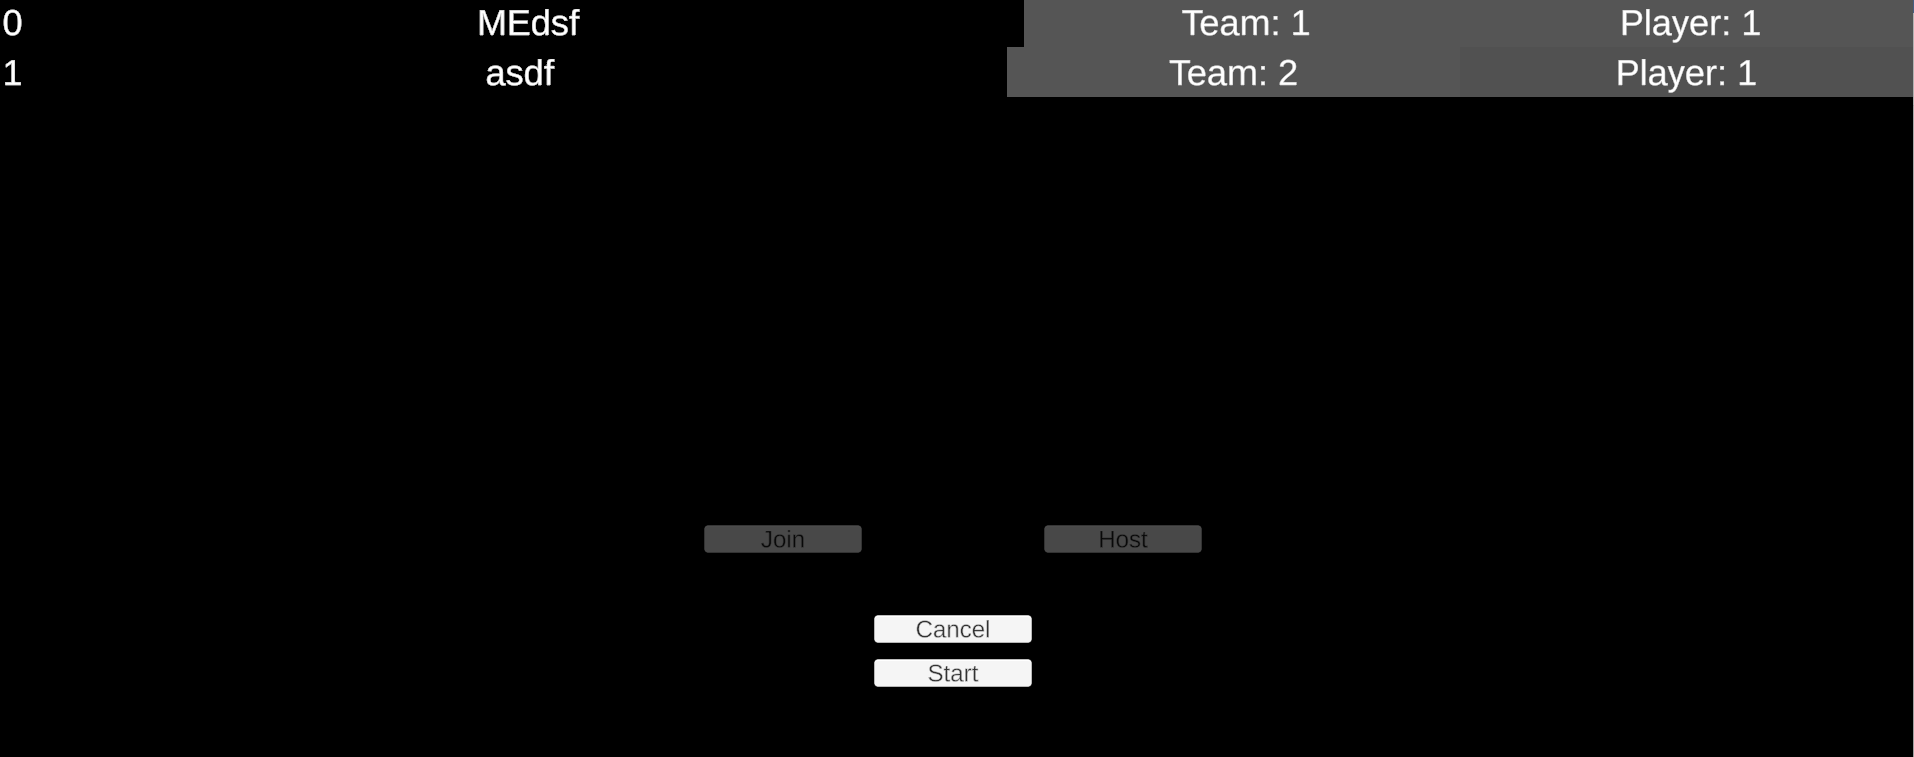 0 MEdsf Team: 1 Player: 1
1 asdf Team: 2 Player: 1
Join Host
Cancel
Start